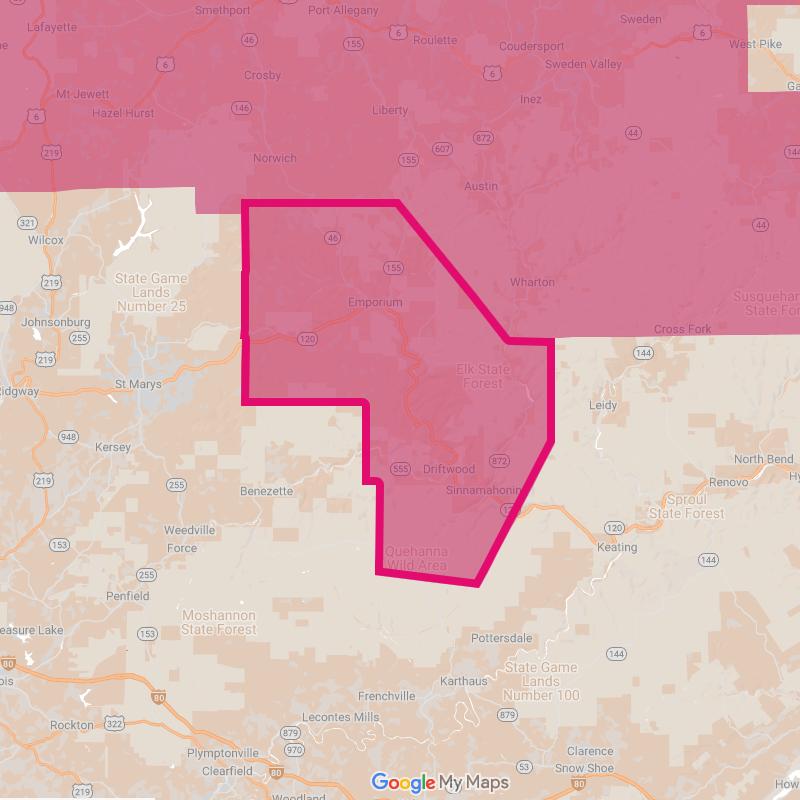 Smethport
Port Allegany
Sweden
Lafayette
46
155
6
Roulette
Coudersport
6
West Pike
6
Crosby
6
Sweden Valley
Mt Jewett
Hazel Hurst
146
Liberty
Inez
6
219
872
44
607
144
Norwich
155
Austin
321
Wilcox
46
44
155
State Game
Lands
Number 25
219
Wharton
948
Emporium
Johnsonburg
255
120
Cross Fork
219
144
Elk State
Forest
Ridgway
St Marys
Leidy
948
Kersey
872
555
Driftwood
North Bend
219
255
Benezette
Sinnamahonin
Renovo
Sproul
State Forest
Weedville
120
Force
153
Keating
Quehanna
Wild Area
144
255
Penfield
Moshannon
State Forest
153
Pottersdale
144
80
State Game
Lands
Number 100
Karthaus
80
Frenchville
Lecontes Mills
879
Rockton
322
879
970
Plymptonville
Clearfield
Clarence
Snow Shoe
53
80
80
219
Woodland
Google My Maps